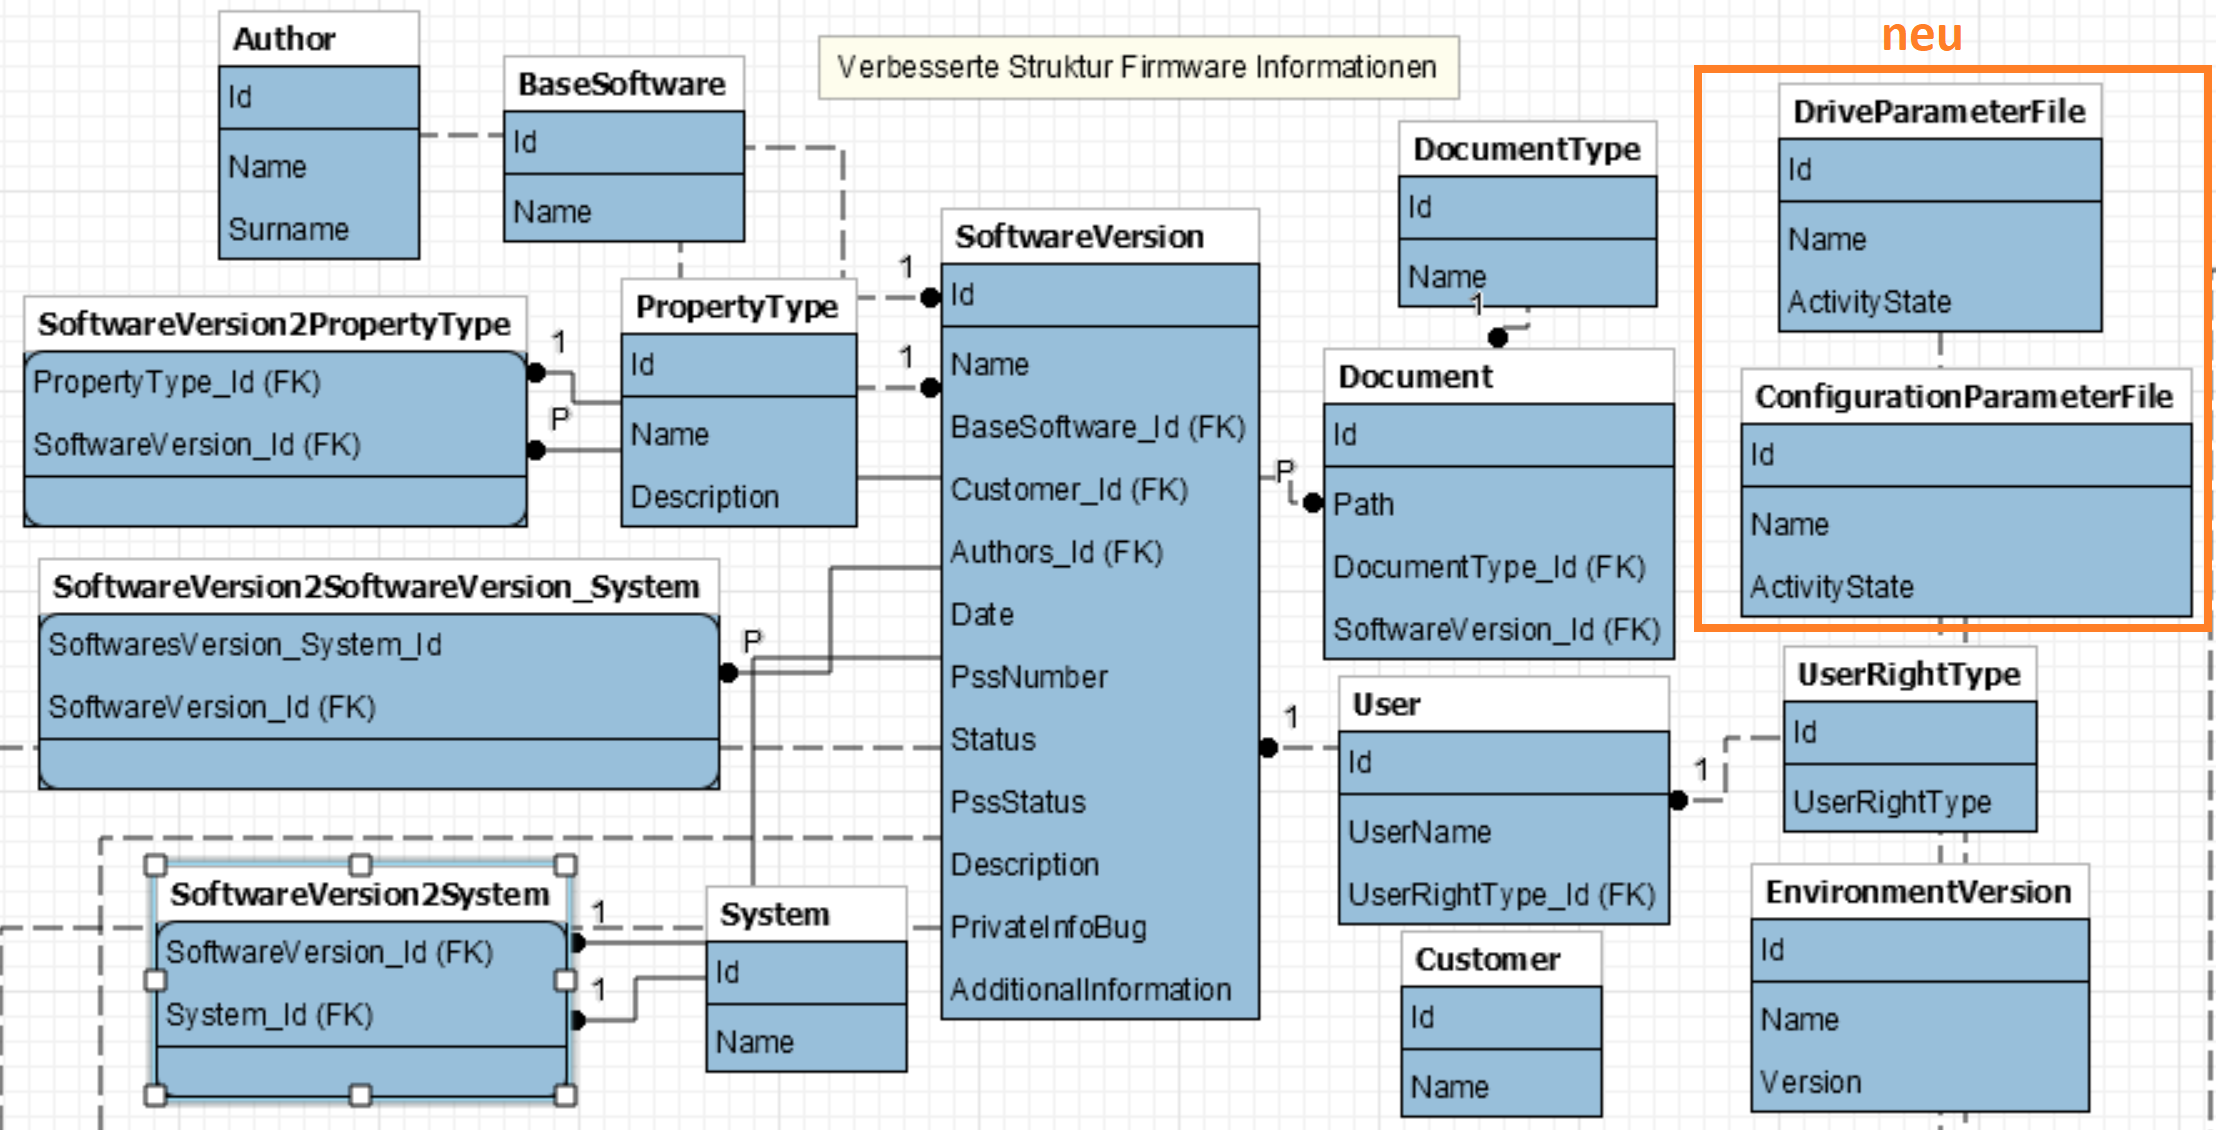 neu
Author
Id
Name
Surname
BaseSoftware
Id
Name
Verbesserte Struktur Firmware Informationen
DocumentType
Id
Name
1
DriveParameterFile
Id
Name
ActivityState
SoftwareVersion2PropertyType
PropertyType_Id (FK)
SoftwareVersion_Id (FK)
1
P
PropertyType
Id
Name
Description
1
1
SoftwareVersion
Id
Name
BaseSoftware_Id (FK)
Customer_Id (FK)
Authors_Id (FK)
Date
PssNumber
Status
PssStatus
Description
PrivateInfoBug
AdditionalInformation
P
Document
Id
Path
DocumentType_Id (FK)
SoftwareVersion_Id (FK)
ConfigurationParameterFile
Id
Name
ActivityState
SoftwareVersion2SoftwareVersion_System
SoftwaresVersion_System_Id
SoftwareVersion_Id (FK)
P
1
User
Id
UserName
UserRightType_Id (FK)
1
UserRightType
Id
UserRightType
SoftwareVersion2System
SoftwareVersion_Id (FK)
System_Id (FK)
1
1
System
Id
Name
Customer
Id
Name
EnvironmentVersion
Id
Name
Version